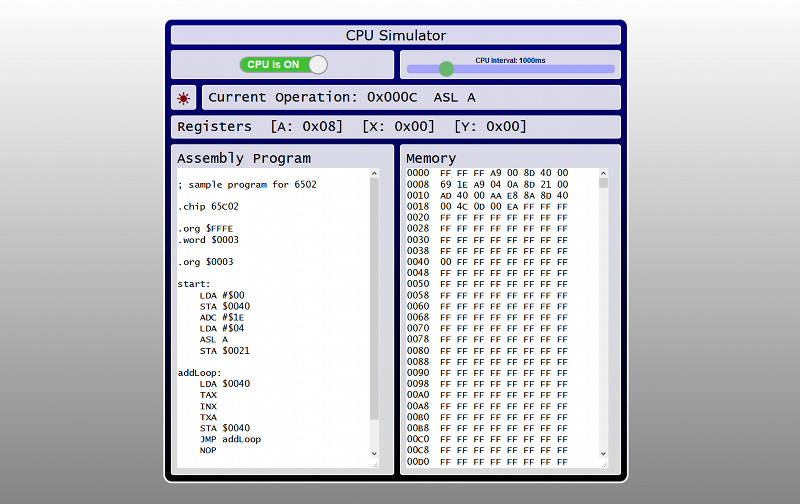 CPU Simulator
CPU is ON
CPU Interval: 1000ms
Current Operation: 0x000C  ASL A
Registers  [A: 0x08]  [X: 0x00]  [Y: 0x00]
Assembly Program
; sample program for 6502
.chip 65C02
.org $FFFE
.word $0003
.org $0003
start:
LDA #$00
STA $0040
ADC #$1E
LDA #$04
ASL A
STA $0021
addLoop:
LDA $0040
TAX
INX
TXA
STA $0040
JMP addLoop
NOP
Memory
0000  FF FF FF A9 00 8D 40 00
0008  69 1E A9 04 0A 8D 21 00
0010  AD 40 00 AA E8 8A 8D 40
0018  00 4C 0D 00 EA FF FF FF
0020  FF FF FF FF FF FF FF FF
0028  FF FF FF FF FF FF FF FF
0030  FF FF FF FF FF FF FF FF
0038  FF FF FF FF FF FF FF FF
0040  00 FF FF FF FF FF FF FF
0048  FF FF FF FF FF FF FF FF
0050  FF FF FF FF FF FF FF FF
0058  FF FF FF FF FF FF FF FF
0060  FF FF FF FF FF FF FF FF
0068  FF FF FF FF FF FF FF FF
0070  FF FF FF FF FF FF FF FF
0078  FF FF FF FF FF FF FF FF
0080  FF FF FF FF FF FF FF FF
0088  FF FF FF FF FF FF FF FF
0090  FF FF FF FF FF FF FF FF
0098  FF FF FF FF FF FF FF FF
00A0  FF FF FF FF FF FF FF FF
00A8  FF FF FF FF FF FF FF FF
00B0  FF FF FF FF FF FF FF FF
00B8  FF FF FF FF FF FF FF FF
00C0  FF FF FF FF FF FF FF FF
00C8  FF FF FF FF FF FF FF FF
00D0  FF FF FF FF FF FF FF FF